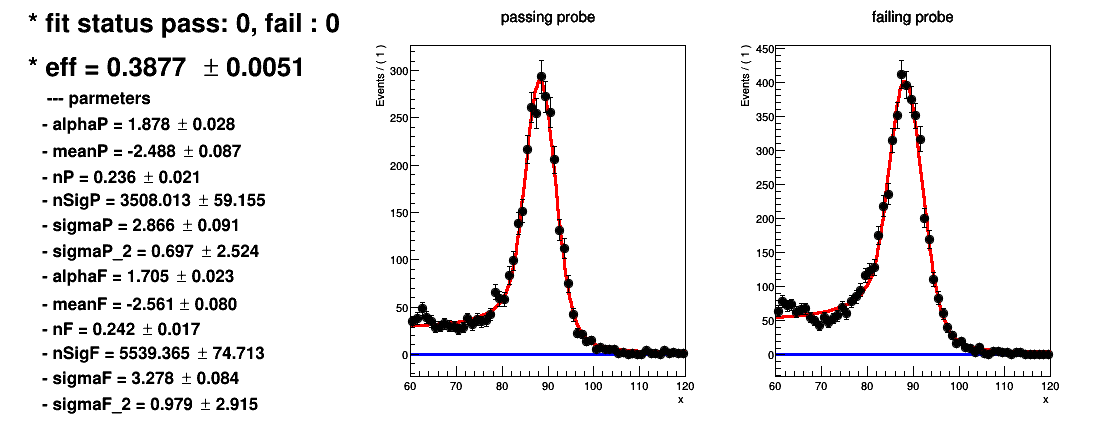 * fit status pass: 0, fail : 0
* eff = 0.3877 ± 0.0051
--- parmeters
- alphaP = 1.878 ± 0.028
- meanP = -2.488 ± 0.087
- nP = 0.236 ± 0.021
- nSigP = 3508.013 ± 59.155
- sigmaP = 2.866 ± 0.091
- sigmaP_2 = 0.697 ± 2.524
- alphaF = 1.705 ± 0.023
- meanF = -2.561 ± 0.080
- nF = 0.242 ± 0.017
- nSigF = 5539.365 ± 74.713
- sigmaF = 3.278 ± 0.084
- sigmaF_2 = 0.979 ± 2.915
passing probe
Events / ( 1 )
300
250
200
150
100
50
0
60 70 80 90 100 110 120
x
failing probe
Events / ( 1 )
450
400
350
300
250
200
150
100
50
0
60 70 80 90 100 110 120
x